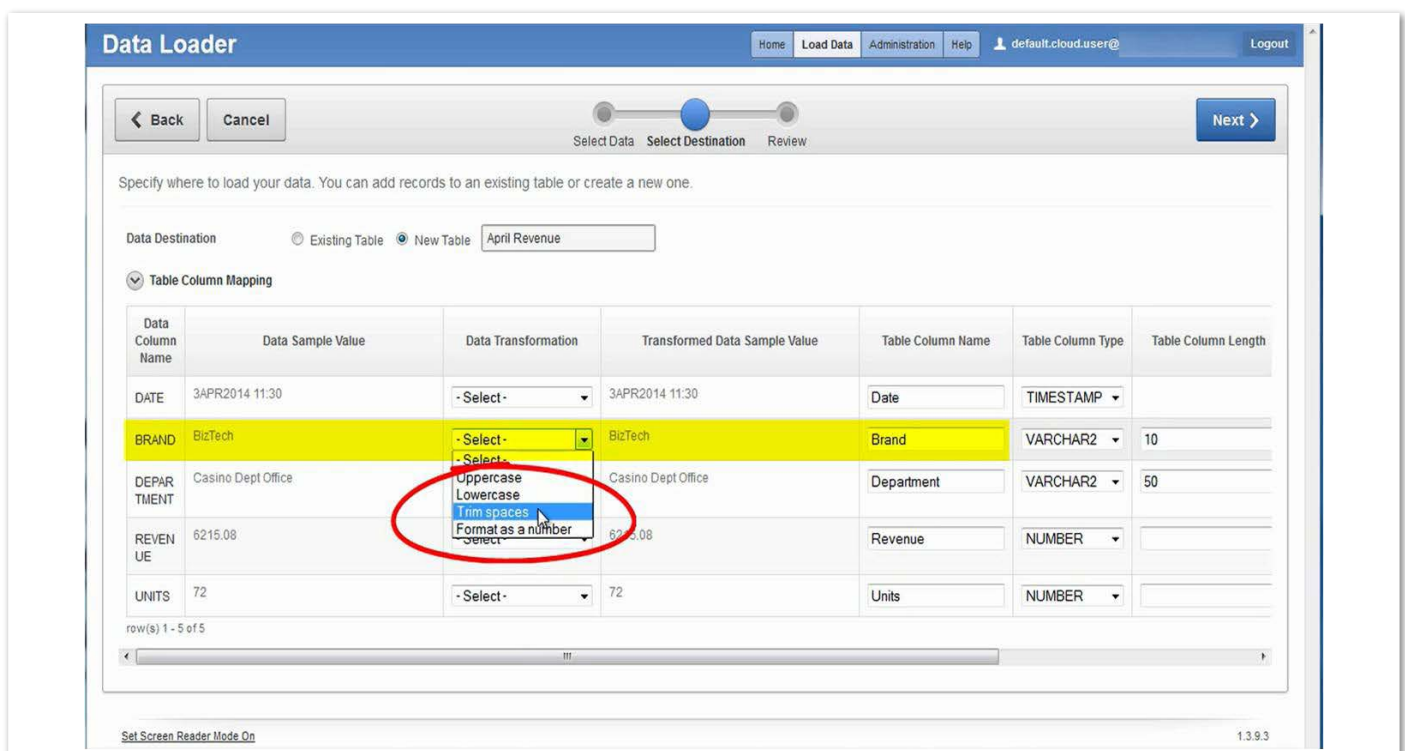 Data Loader
Home Load Data Administration Help default.cloud.user@ Logout
Back Cancel Next
Select Data Select Destination Review
Specify where to load your data. You can add records to an existing table or create a new one.
Data Destination Existing Table New Table April Revenue
Table Column Mapping
Data Column Name Data Sample Value Data Transformation Transformed Data Sample Value Table Column Name Table Column Type Table Column Length
DATE 3APR2014 11:30 - Select - 3APR2014 11:30 Date TIMESTAMP
BRAND BizTech - Select - BizTech Brand VARCHAR2 10
- Select -
Uppercase
Lowercase
Trim spaces
Format as a number
DEPARTMENT Casino Dept Office Casino Dept Office Department VARCHAR2 50
REVENUE 6215.08 - Select - 6215.08 Revenue NUMBER
UNITS 72 - Select - 72 Units NUMBER
row(s) 1 - 5 of 5
Set Screen Reader Mode On 1.3.9.3